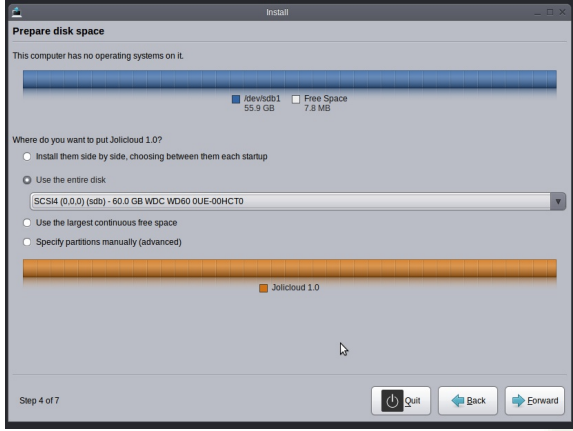 Install
Prepare disk space
This computer has no operating systems on it.
/dev/sdb1 Free Space
55.9 GB 7.8 MB
Where do you want to put Jolicloud 1.0?
Install them side by side, choosing between them each startup
Use the entire disk
SCSI4 (0,0,0) (sdb) - 60.0 GB WDC WD60 0UE-00HCT0
Use the largest continuous free space
Specify partitions manually (advanced)
Jolicloud 1.0
Step 4 of 7
Quit Back Forward